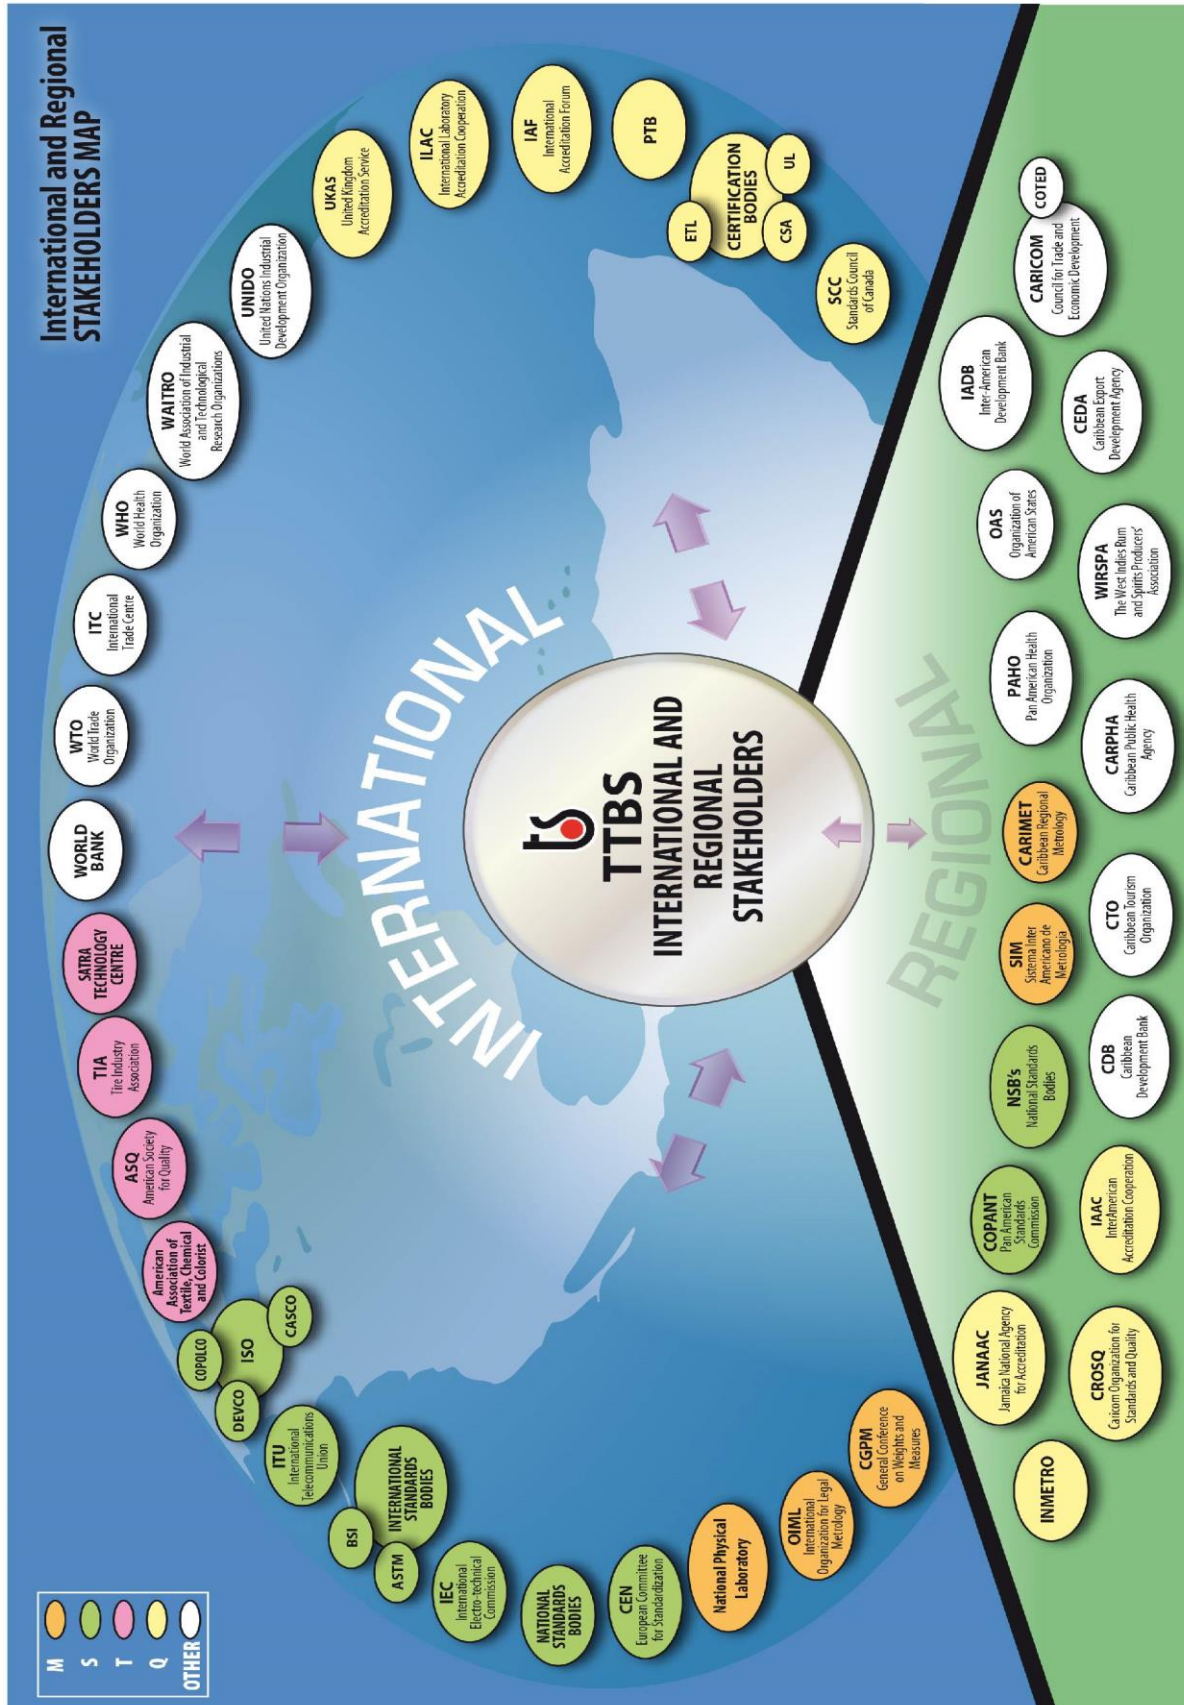 International and Regional
STAKEHOLDERS MAP
M
S
T
Q
OTHER
INTERNATIONAL
TTBS
INTERNATIONAL AND
REGIONAL
STAKEHOLDERS
REGIONAL
CGPM
General Conference
on Weights and
Measures
OIML
International
Organization for Legal
Metrology
National Physical
Laboratory
CEN
European Committee
for Standardization
NATIONAL
STANDARDS
BODIES
IEC
International
Electro-technical
Commission
ASTM
BSI
INTERNATIONAL
STANDARDS
BODIES
ITU
International
Telecommunications
Union
DEVCO
COPOLCO
ISO
CASCO
American
Association of
Textile, Chemical
and Colorist
ASQ
American Society
for Quality
TIA
Tire Industry
Association
SATRA
TECHNOLOGY
CENTRE
WORLD
BANK
WTO
World Trade
Organization
ITC
International
Trade Centre
WHO
World Health
Organization
WAITRO
World Association of Industrial
and Technological
Research Organizations
UNIDO
United Nations Industrial
Development Organization
UKAS
United Kingdom
Accreditation Service
ILAC
International Laboratory
Accreditation Cooperation
IAF
International
Accreditation Forum
PTB
ETL
CERTIFICATION
BODIES
UL
CSA
SCC
Standards Council
of Canada
INMETRO
JANAAC
Jamaica National Agency
for Accreditation
CROSQ
Caricom Organization for
Standards and Quality
COPANT
Pan American
Standards
Commission
IAAC
InterAmerican
Accreditation Cooperation
NSB's
National Standards
Bodies
CDB
Caribbean
Development Bank
SIM
Sistema Inter
Americano de
Metrologia
CTO
Caribbean Tourism
Organization
CARIMET
Caribbean Regional
Metrology
CARPHA
Caribbean Public Health
Agency
PAHO
Pan American Health
Organization
WIRSPA
The West Indies Rum
and Spirits Producers'
Association
OAS
Organization of
American States
CEDA
Caribbean Export
Development Agency
IADB
Inter-American
Development Bank
CARICOM
Council for Trade and
Economic Development
COTED